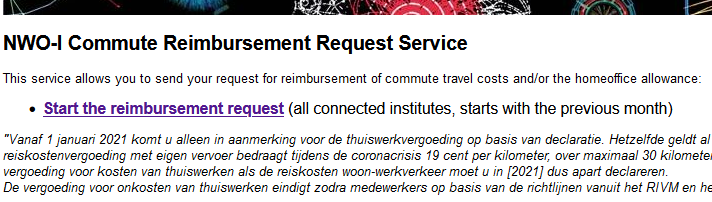 NWO-I Commute Reimbursement Request Service
This service allows you to send your request for reimbursement of commute travel costs and/or the homeoffice allowance:
• Start the reimbursement request (all connected institutes, starts with the previous month)
"Vanaf 1 januari 2021 komt u alleen in aanmerking voor de thuiswerkvergoeding op basis van declaratie. Hetzelfde geldt al
reiskostenvergoeding met eigen vervoer bedraagt tijdens de coronacrisis 19 cent per kilometer, over maximaal 30 kilomete
vergoeding voor kosten van thuiswerken als de reiskosten woon-werkverkeer moet u in [2021] dus apart declareren.
De vergoeding voor onkosten van thuiswerken eindigt zodra medewerkers op basis van de richtlijnen vanuit het RIVM en he